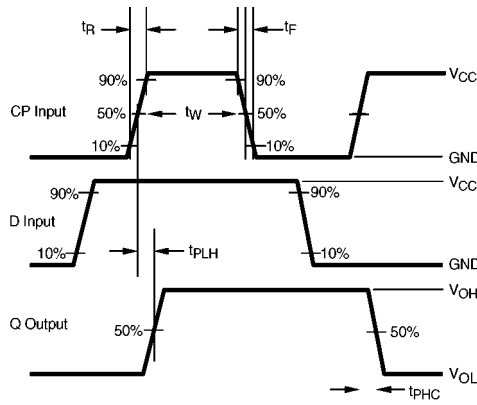 tR tF
90% 90% VCC
CP Input 50% tW 50%
10% 10%
GND
VCC
90% 90%
D Input
10% tPLH 10%
GND
VOH
Q Output 50% 50%
VOL
tPHC